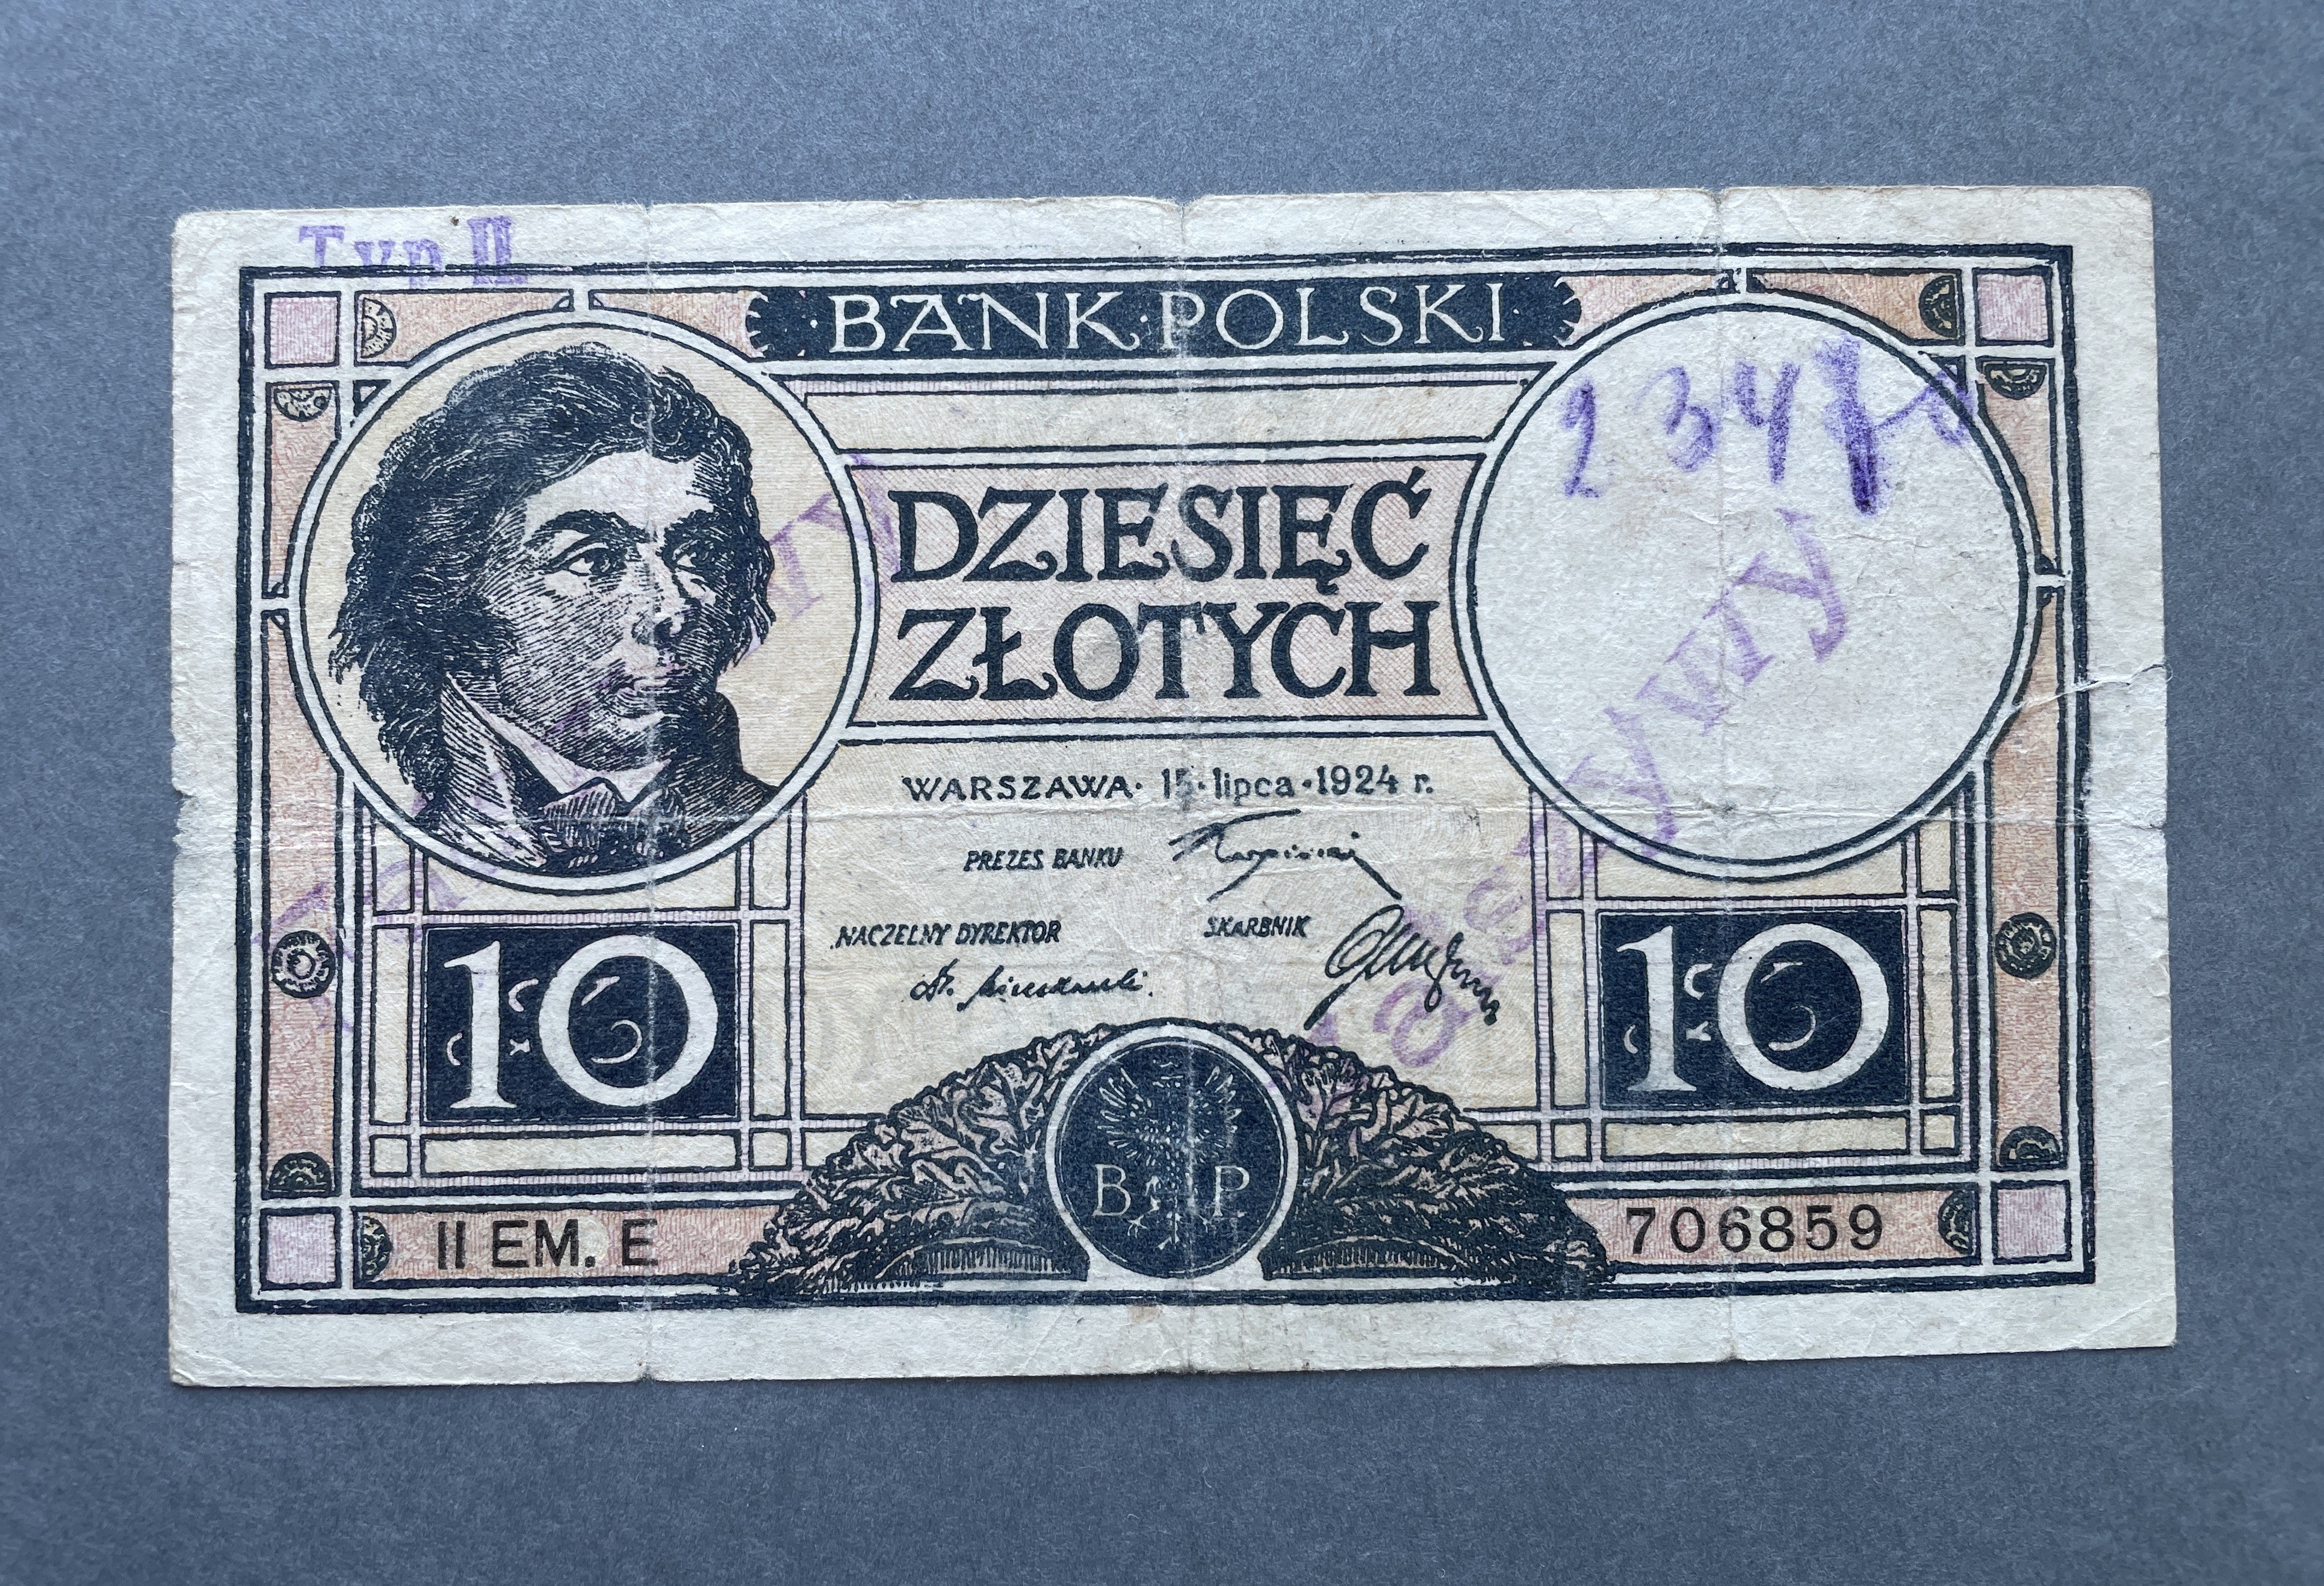 Typ II
BANK·POLSKI
DZIESIĘĆ
ZŁOTYCH
WARSZAWA· 15·lipca·1924 r.
PREZES BANKU
NACZELNY DYREKTOR
SKARBNIK
10
10
B P
II EM. E
706859
Fałszywy